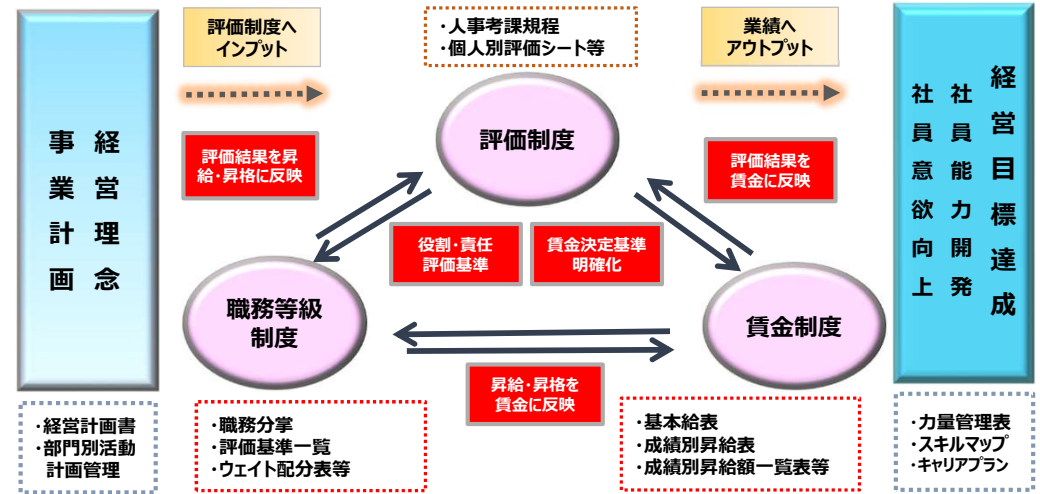 経営理念
事業計画
・経営計画書
・部門別活動
計画管理
評価制度へ
インプット
評価結果を昇
給・昇格に反映
・人事考課規程
・個人別評価シート等
評価制度
業績へ
アウトプット
評価結果を
賃金に反映
役割・責任
評価基準
賃金決定基準
明確化
職務等級
制度
賃金制度
昇給・昇格を
賃金に反映
・職務分掌
・評価基準一覧
・ウェイト配分表等
・基本給表
・成績別昇給表
・成績別昇給額一覧表等
経営目標達成
社員能力開発
社員意欲向上
・力量管理表
・スキルマップ
・キャリアプラン